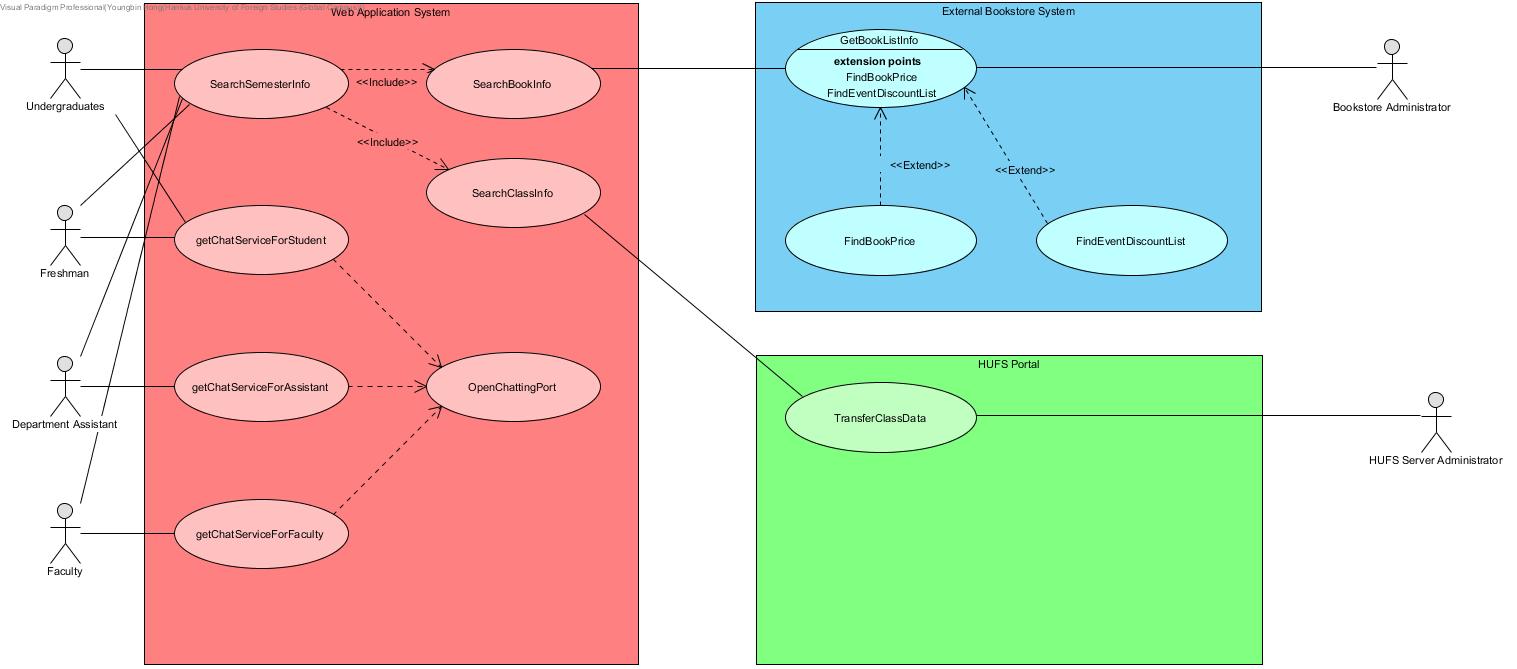 Visual Paradigm Professional(Youngbin Hong(Hankuk University of Foreign Studies (Global Campus)))
Web Application System
External Bookstore System
GetBookListInfo
extension points
FindBookPrice
FindEventDiscountList
SearchSemesterInfo
<<Include>>
SearchBookInfo
Undergraduates
Bookstore Administrator
<<Include>>
<<Extend>>
<<Extend>>
SearchClassInfo
getChatServiceForStudent
FindBookPrice
FindEventDiscountList
Freshman
HUFS Portal
getChatServiceForAssistant
OpenChattingPort
TransferClassData
Department Assistant
HUFS Server Administrator
getChatServiceForFaculty
Faculty